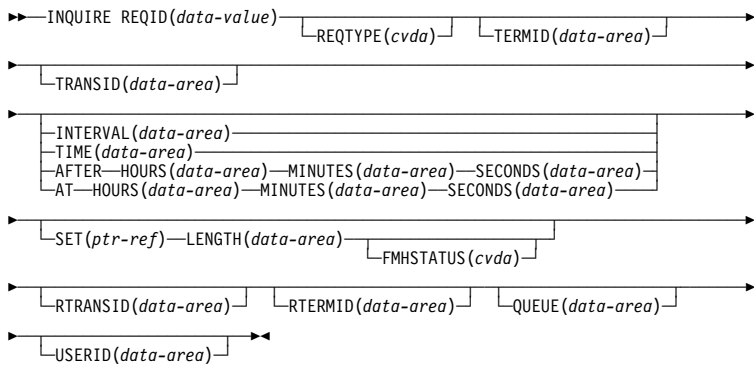 INQUIRE REQID(data-value)
REQTYPE(cvda)
TERMID(data-area)
TRANSID(data-area)
INTERVAL(data-area)
TIME(data-area)
AFTER HOURS(data-area) MINUTES(data-area) SECONDS(data-area)
AT HOURS(data-area) MINUTES(data-area) SECONDS(data-area)
SET(ptr-ref) LENGTH(data-area)
FMHSTATUS(cvda)
RTRANSID(data-area) RTERMID(data-area) QUEUE(data-area)
USERID(data-area)